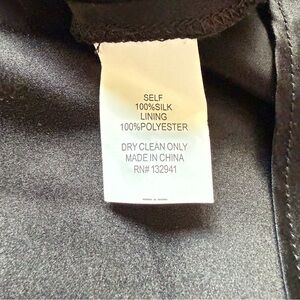 SELF
100%SILK
LINING
100%POLYESTER
DRY CLEAN ONLY
MADE IN CHINA
RN# 132941